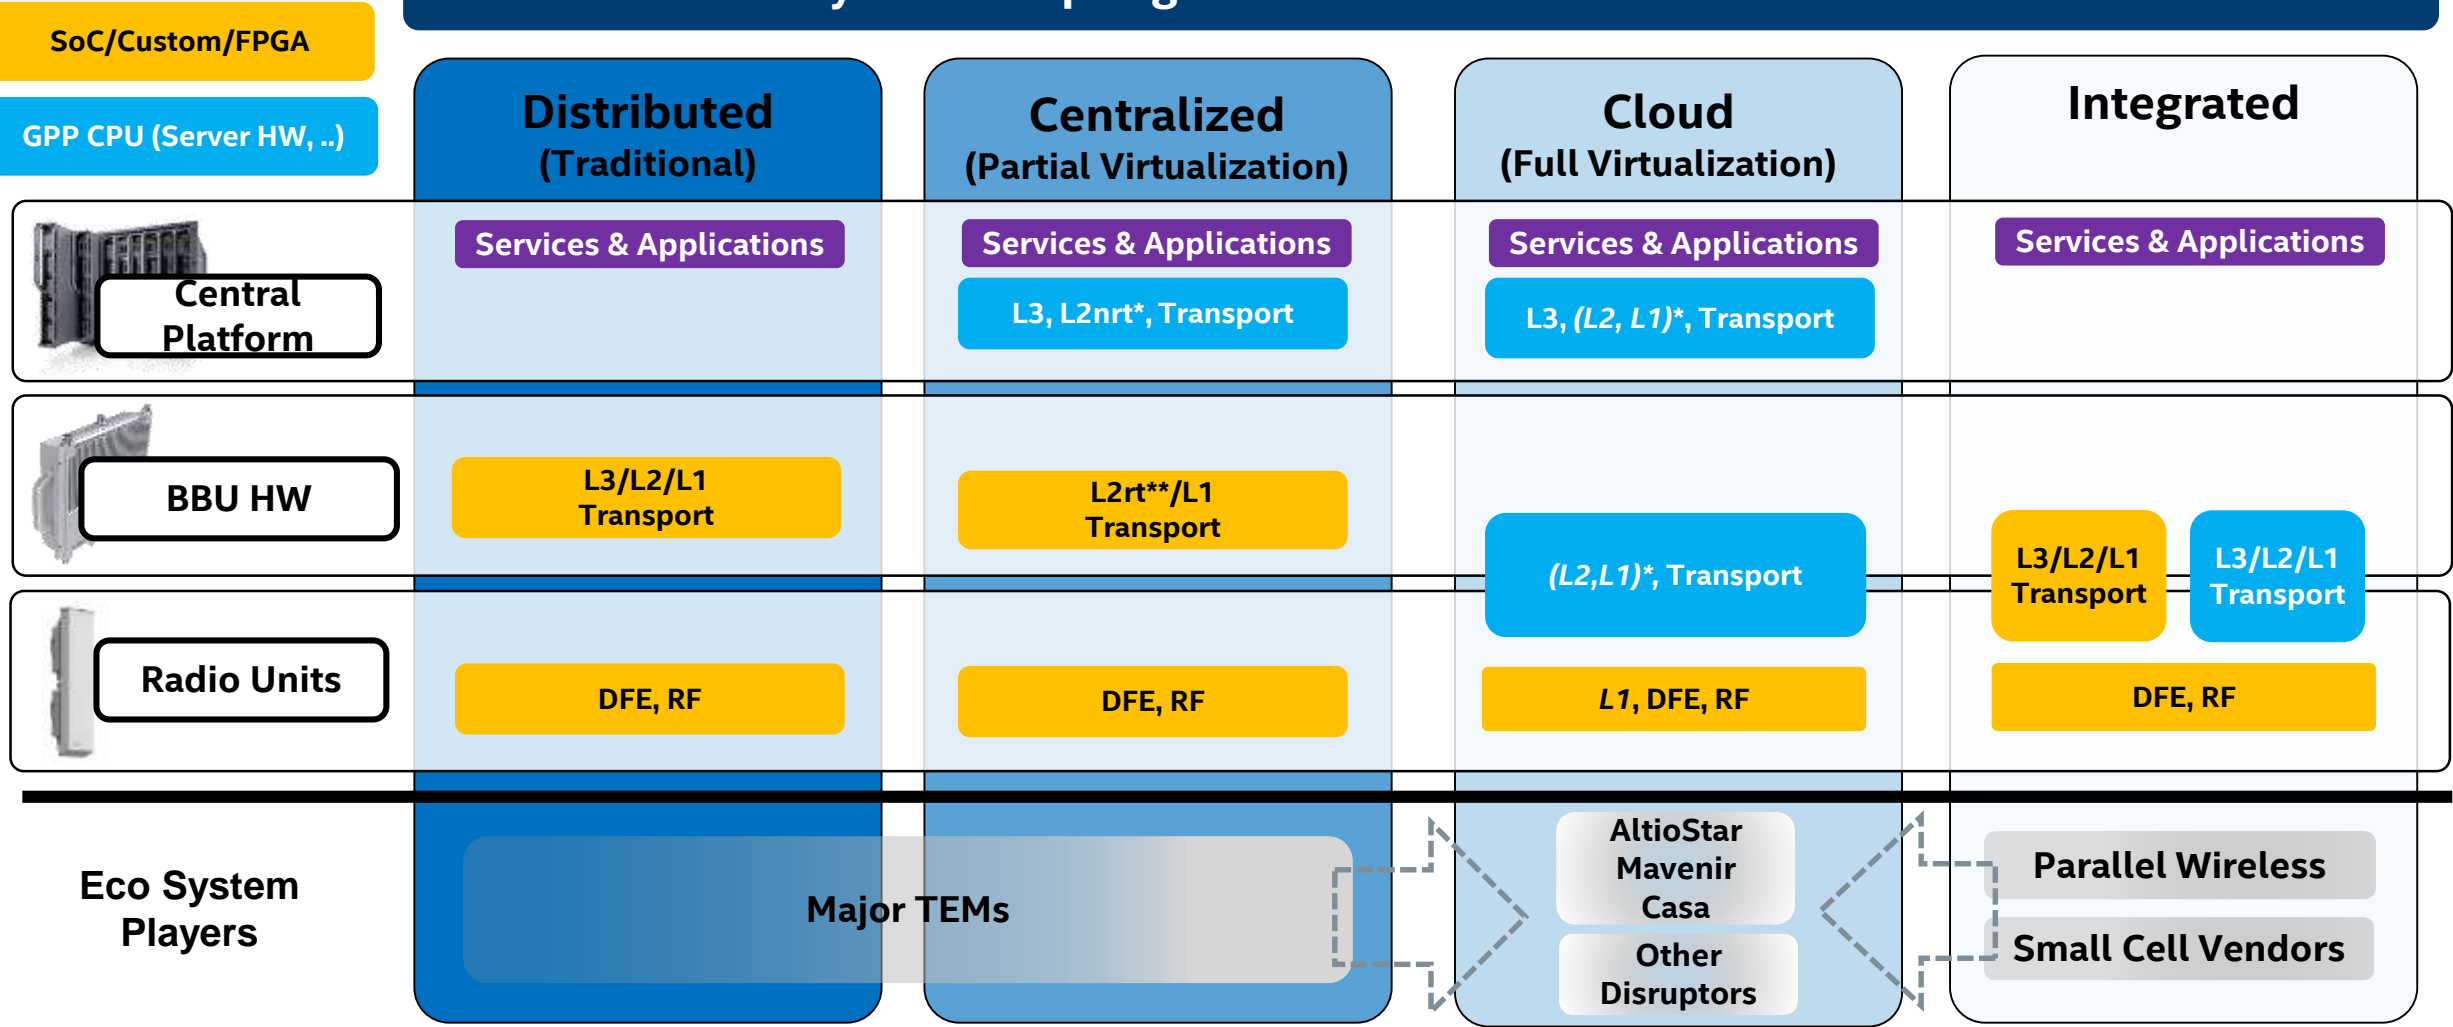 SoC/Custom/FPGA
GPP CPU (Server HW, ..)
Distributed
(Traditional)
Centralized
(Partial Virtualization)
Cloud
(Full Virtualization)
Integrated
Central
Platform
Services & Applications
Services & Applications
L3, L2nrt*, Transport
Services & Applications
L3, (L2, L1)*, Transport
Services & Applications
BBU HW
L3/L2/L1
Transport
L2rt**/L1
Transport
(L2,L1)*, Transport
L3/L2/L1
Transport
L3/L2/L1
Transport
Radio Units
DFE, RF
DFE, RF
L1, DFE, RF
DFE, RF
Eco System
Players
Major TEMs
AltioStar
Mavenir
Casa
Other
Disruptors
Parallel Wireless
Small Cell Vendors